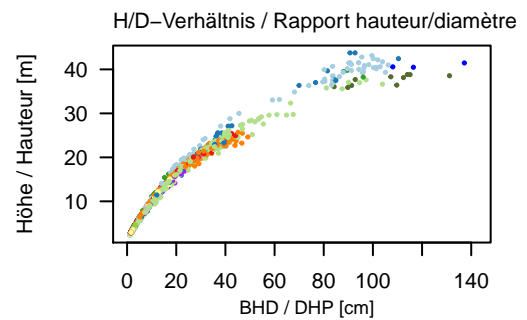 H/D−Verhältnis / Rapport hauteur/diamètre
Höhe / Hauteur [m]
40
30
20
10
0 20 40 60 80 100 120 140
BHD / DHP [cm]